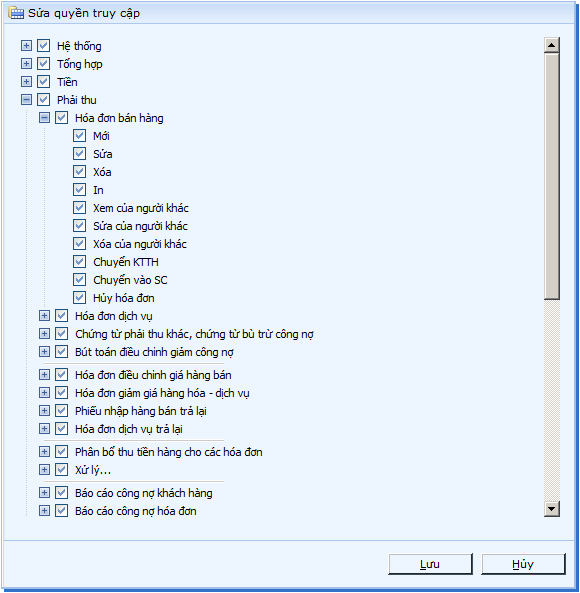 Sửa quyền truy cập
Hệ thống
Tổng hợp
Tiền
Phải thu
Hóa đơn bán hàng
Mới
Sửa
Xóa
In
Xem của người khác
Sửa của người khác
Xóa của người khác
Chuyển KTTH
Chuyển vào SC
Hủy hóa đơn
Hóa đơn dịch vụ
Chứng từ phải thu khác, chứng từ bù trừ công nợ
Bút toán điều chỉnh giảm công nợ
Hóa đơn điều chỉnh giá hàng bán
Hóa đơn giảm giá hàng hóa - dịch vụ
Phiếu nhập hàng bán trả lại
Hóa đơn dịch vụ trả lại
Phân bổ thu tiền hàng cho các hóa đơn
Xử lý...
Báo cáo công nợ khách hàng
Báo cáo công nợ hóa đơn
Lưu
Hủy